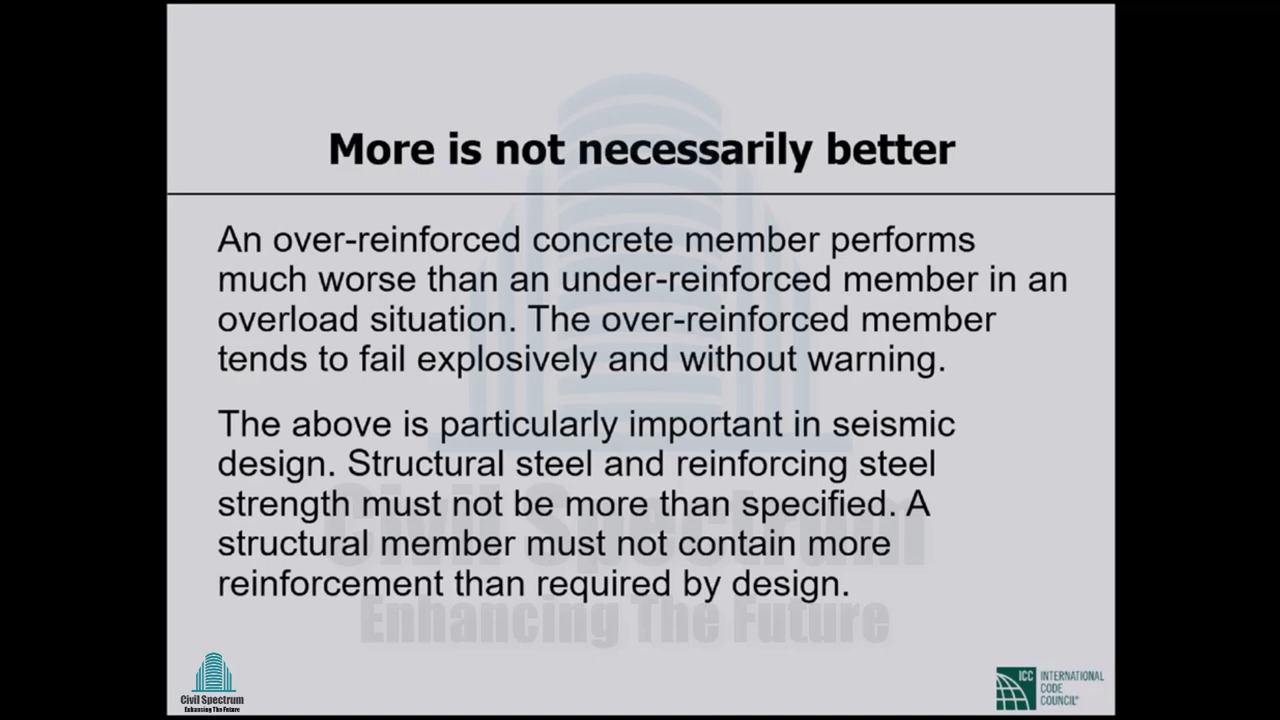 More is not necessarily better
An over-reinforced concrete member performs
much worse than an under-reinforced member in an
overload situation. The over-reinforced member
tends to fail explosively and without warning.
The above is particularly important in seismic
design. Structural steel and reinforcing steel
strength must not be more than specified. A
structural member must not contain more
reinforcement than required by design.
Civil Spectrum
Enhancing The Future
Civil Spectrum
Enhancing The Future
ICC INTERNATIONAL
CODE
COUNCIL®